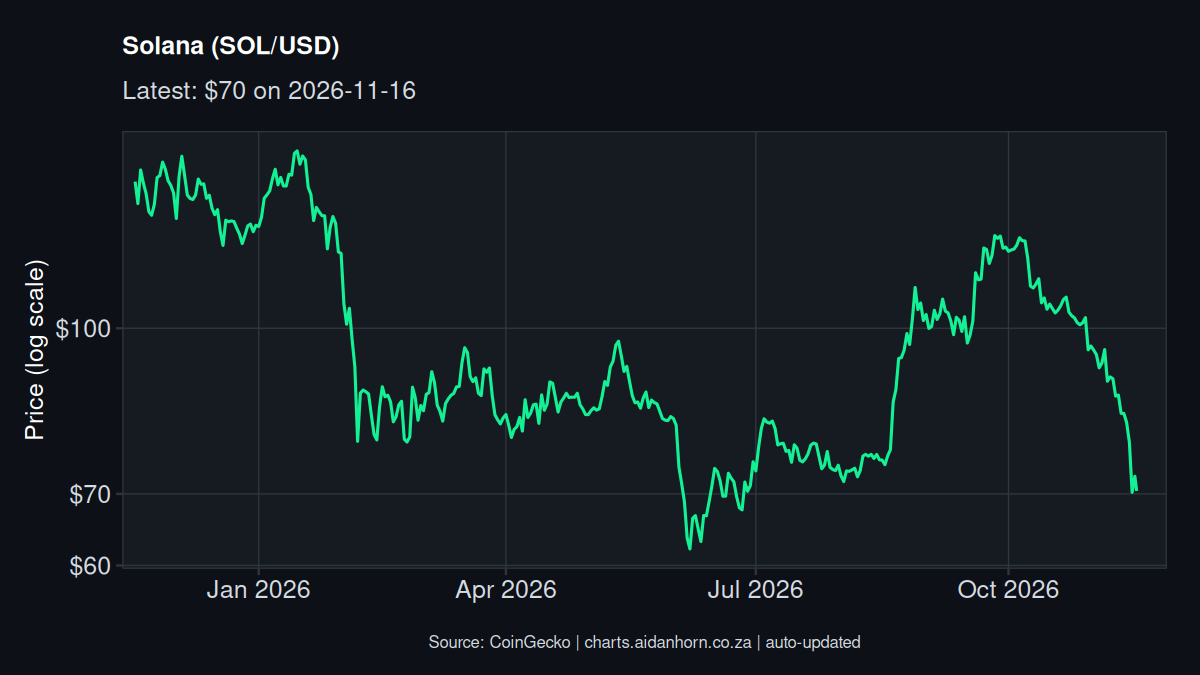 Solana (SOL/USD)
Latest: $70 on 2026-11-16
Price (log scale)
$100
$70
$60
Jan 2026
Apr 2026
Jul 2026
Oct 2026
Source: CoinGecko | charts.aidanhorn.co.za | auto-updated